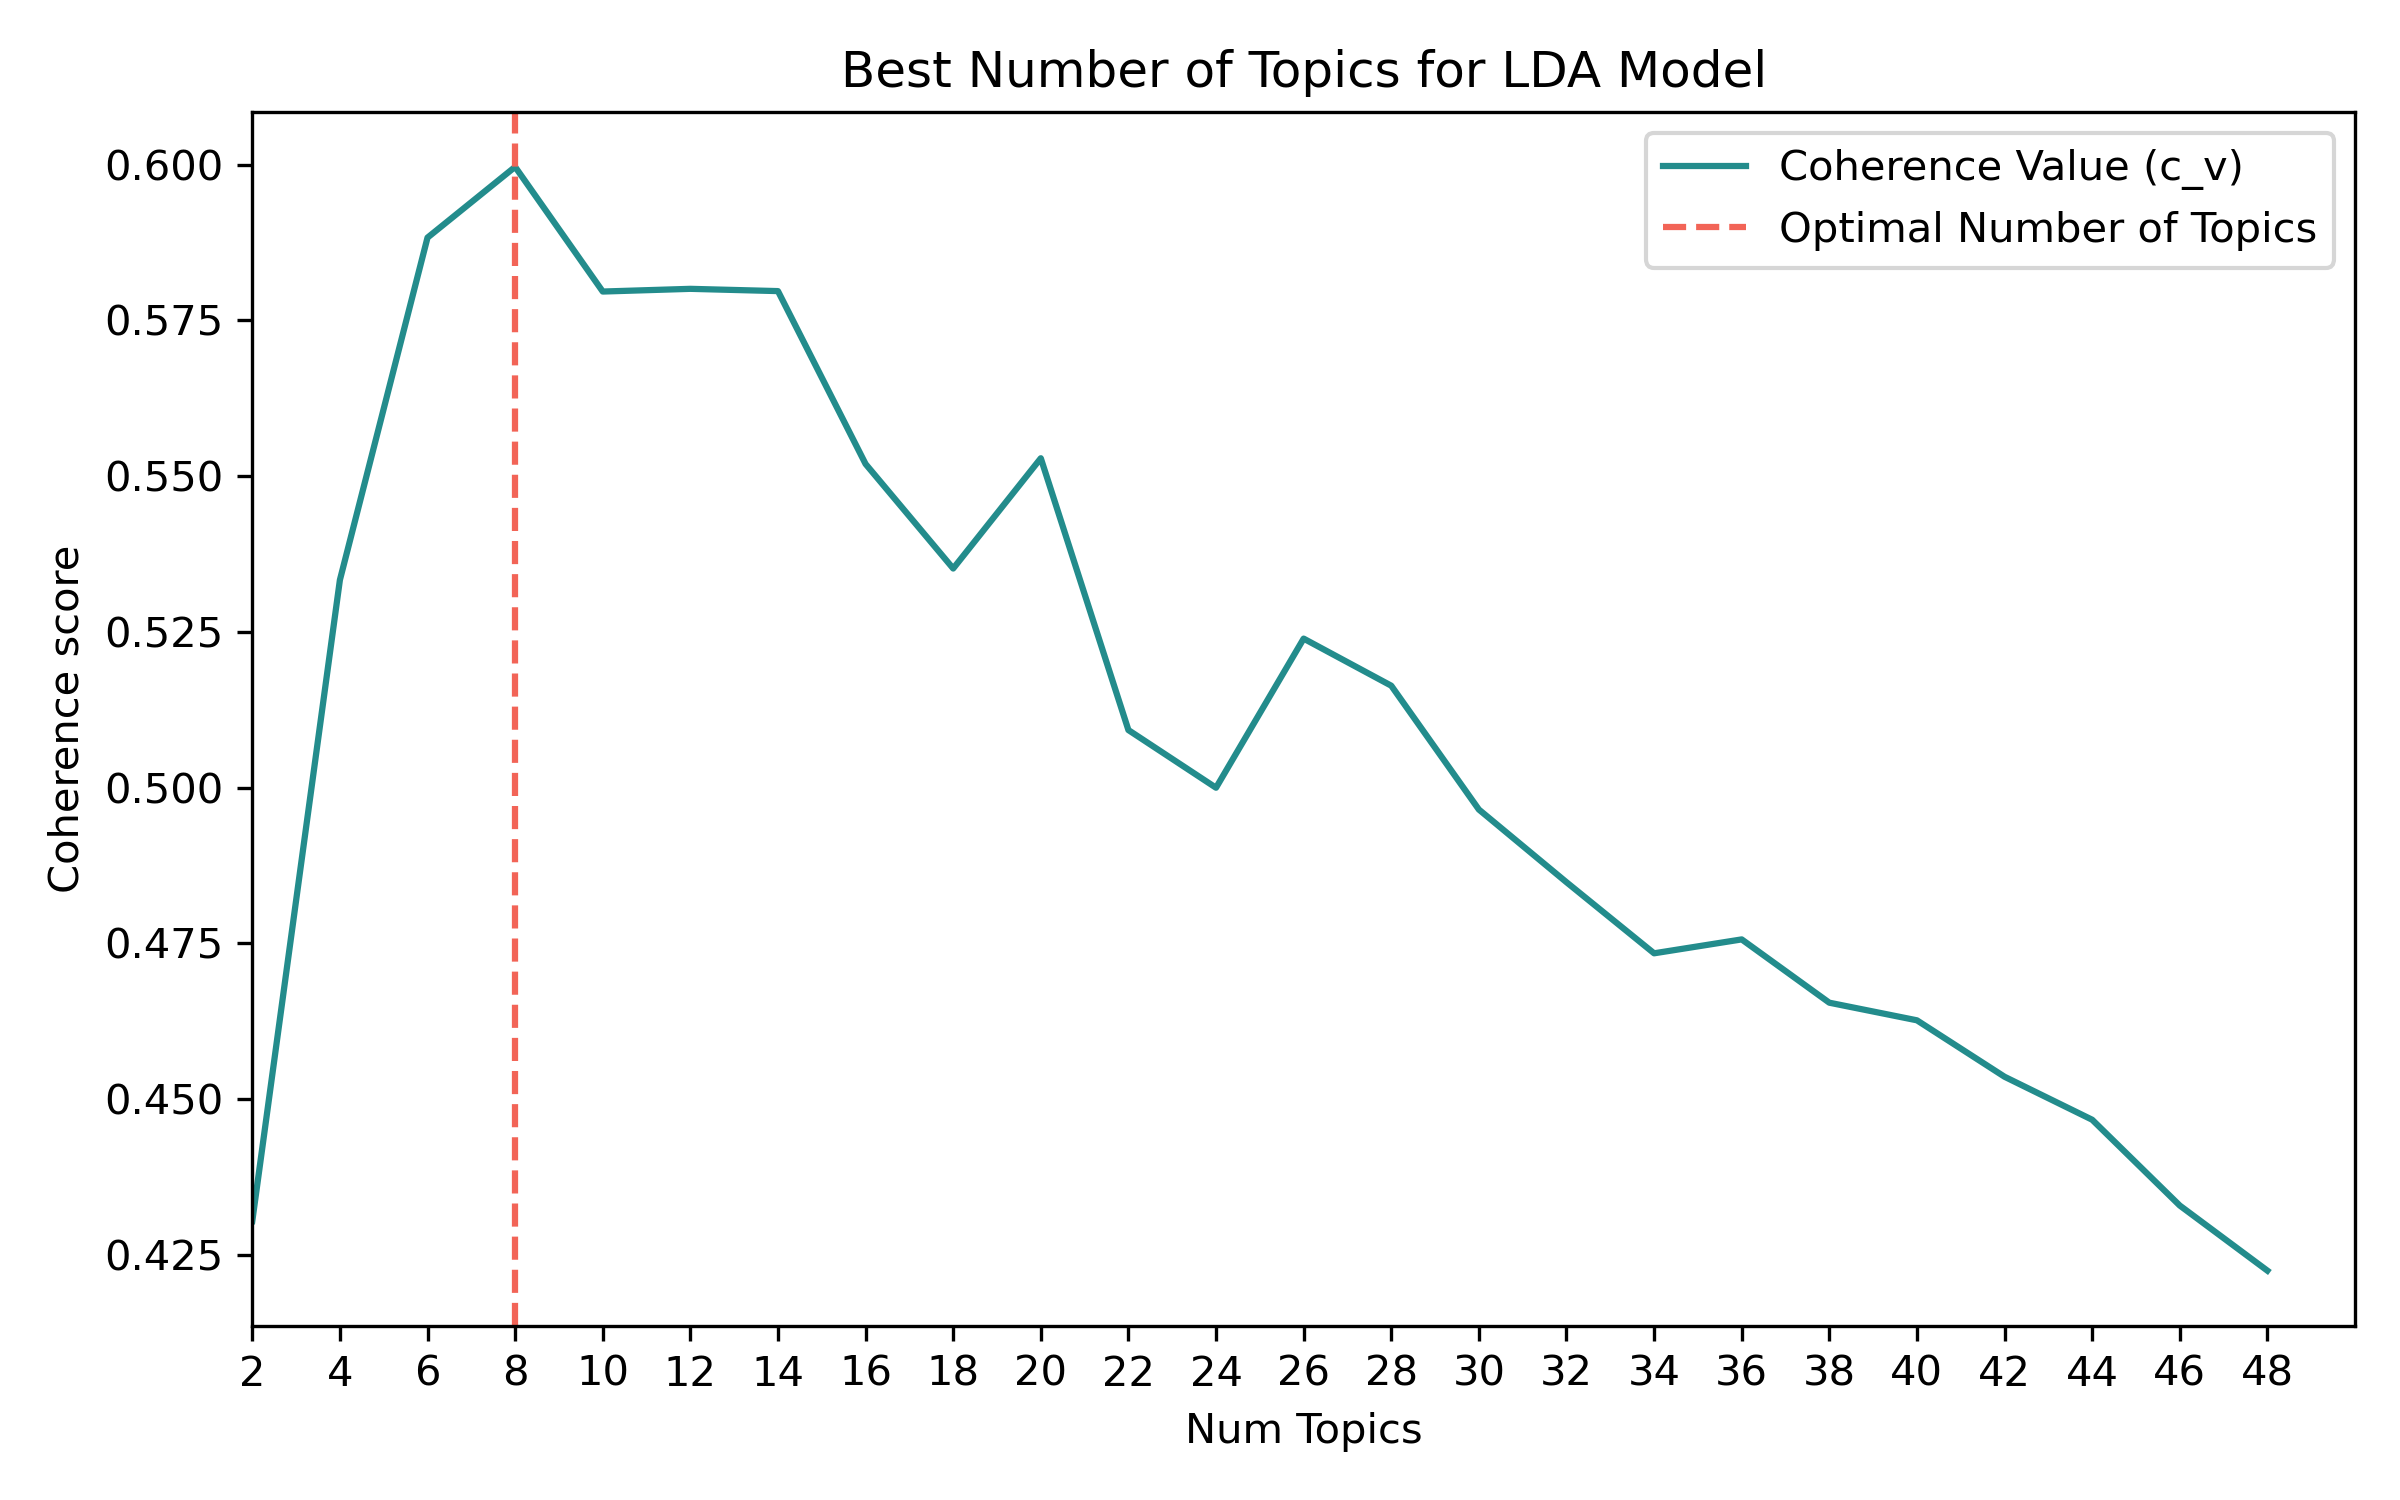 Best Number of Topics for LDA Model
Coherence Value (c_v)
Optimal Number of Topics
Coherence score
0.600
0.575
0.550
0.525
0.500
0.475
0.450
0.425
2 4 6 8 10 12 14 16 18 20 22 24 26 28 30 32 34 36 38 40 42 44 46 48
Num Topics